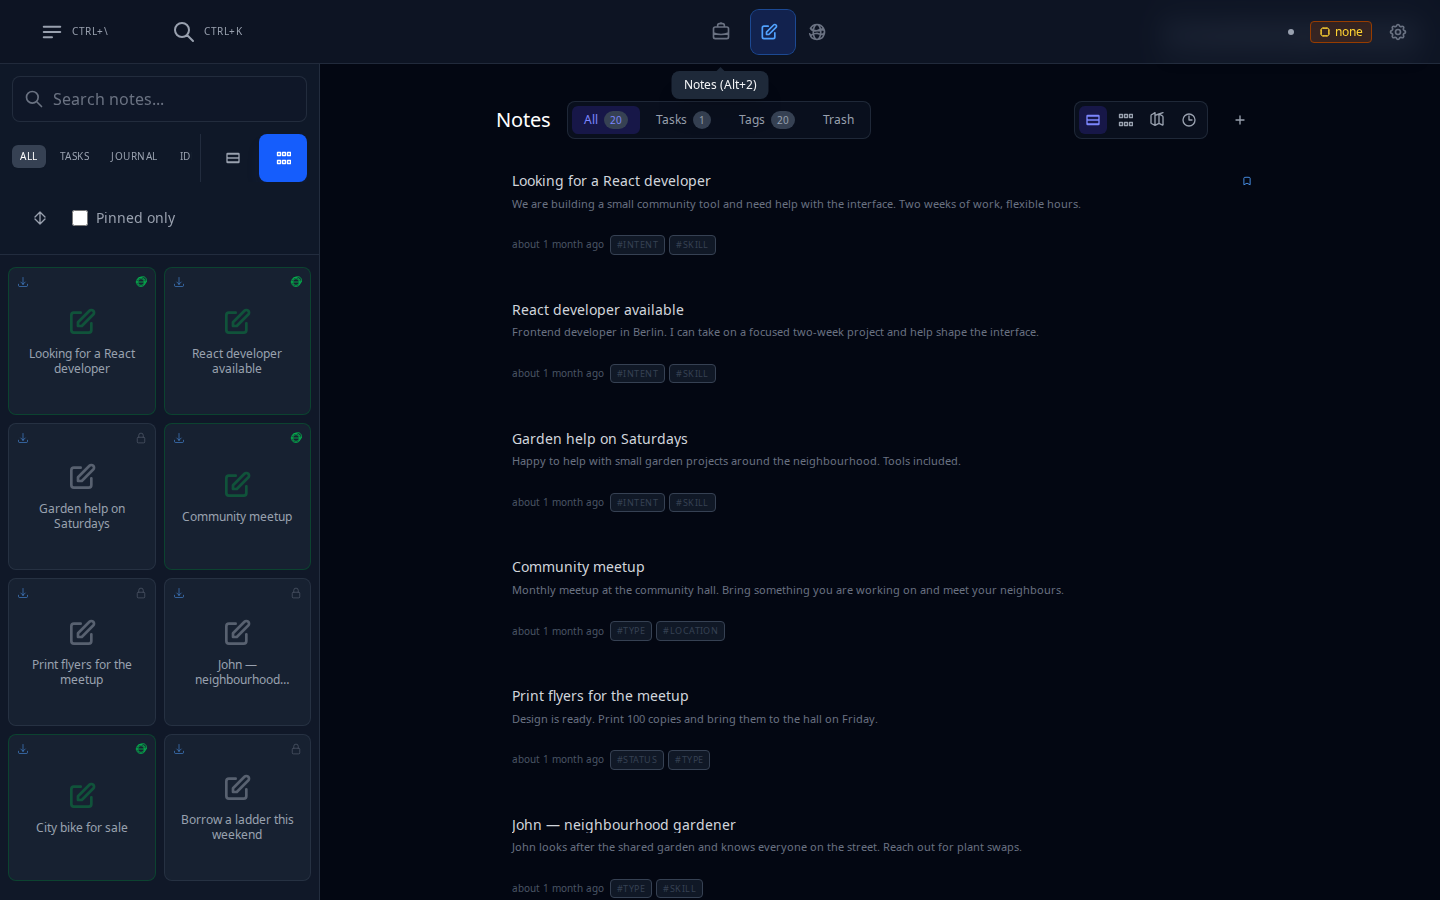 CTRL+\
CTRL+K
none
Notes (Alt+2)
Search notes...
ALL
TASKS
JOURNAL
ID
Pinned only
Looking for a React
developer
React developer
available
Garden help on
Saturdays
Community meetup
Print flyers for the
meetup
John —
neighbourhood...
City bike for sale
Borrow a ladder this
weekend
Notes
All 20
Tasks 1
Tags 20
Trash
Looking for a React developer
We are building a small community tool and need help with the interface. Two weeks of work, flexible hours.
about 1 month ago #INTENT #SKILL
React developer available
Frontend developer in Berlin. I can take on a focused two-week project and help shape the interface.
about 1 month ago #INTENT #SKILL
Garden help on Saturdays
Happy to help with small garden projects around the neighbourhood. Tools included.
about 1 month ago #INTENT #SKILL
Community meetup
Monthly meetup at the community hall. Bring something you are working on and meet your neighbours.
about 1 month ago #TYPE #LOCATION
Print flyers for the meetup
Design is ready. Print 100 copies and bring them to the hall on Friday.
about 1 month ago #STATUS #TYPE
John — neighbourhood gardener
John looks after the shared garden and knows everyone on the street. Reach out for plant swaps.
about 1 month ago #TYPE #SKILL